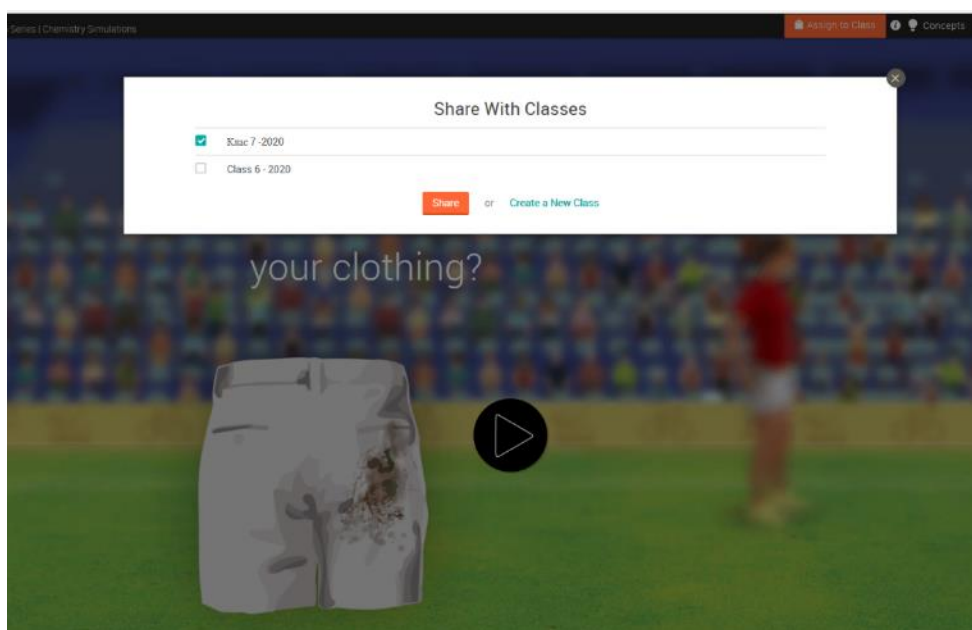 Series | Chemistry Simulations
Assign to Class
Concepts
Share With Classes
Клас 7 -2020
Class 6 - 2020
Share or Create a New Class
your clothing?